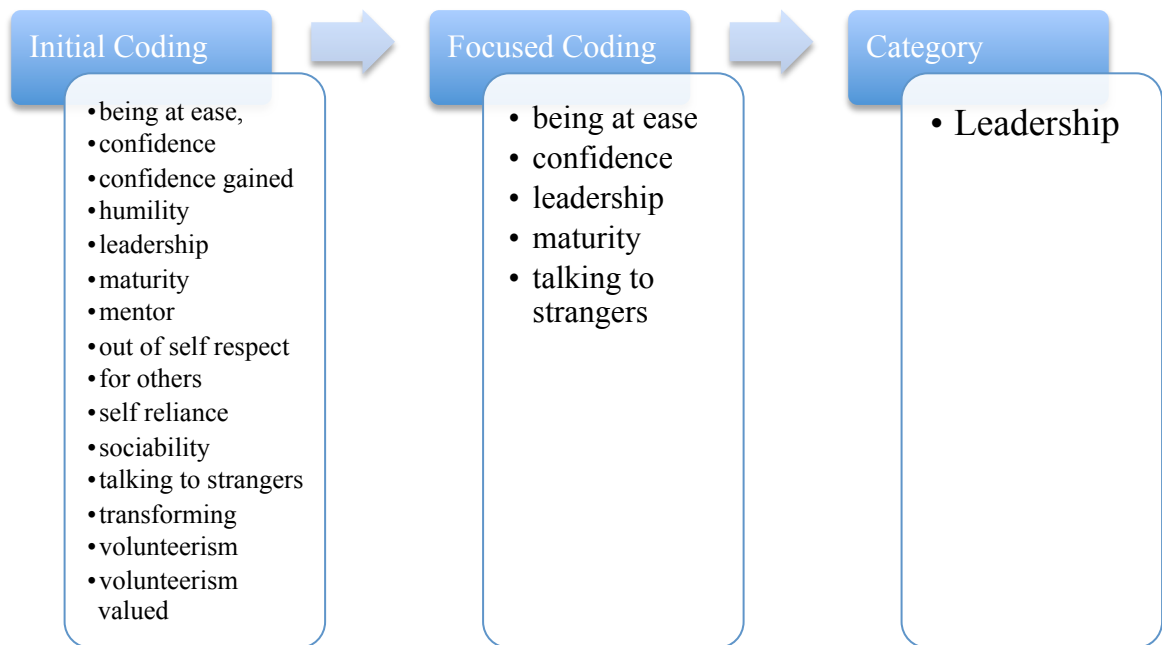 Initial Coding
•being at ease,
•confidence
•confidence gained
•humility
•leadership
•maturity
•mentor
•out of self respect
•for others
•self reliance
•sociability
•talking to strangers
•transforming
•volunteerism
•volunteerism
valued
Focused Coding
• being at ease
• confidence
• leadership
• maturity
• talking to
strangers
Category
• Leadership